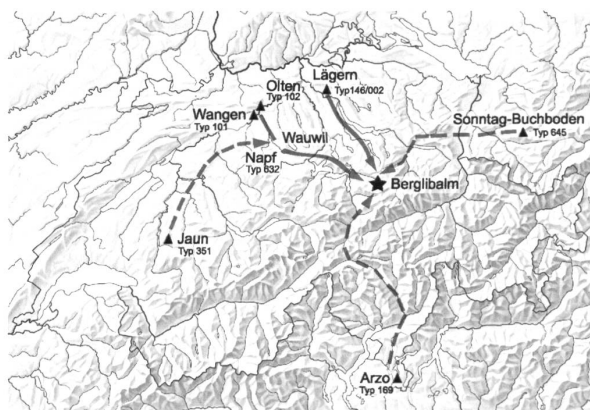 Olten
Typ 102
Lägern
Typ146/002
Wangen
Typ 101
Wauwil
Sonntag-Buchboden
Typ 645
Napf
Typ 632
Berglibalm
Jaun
Typ 351
Arzo
Typ 169